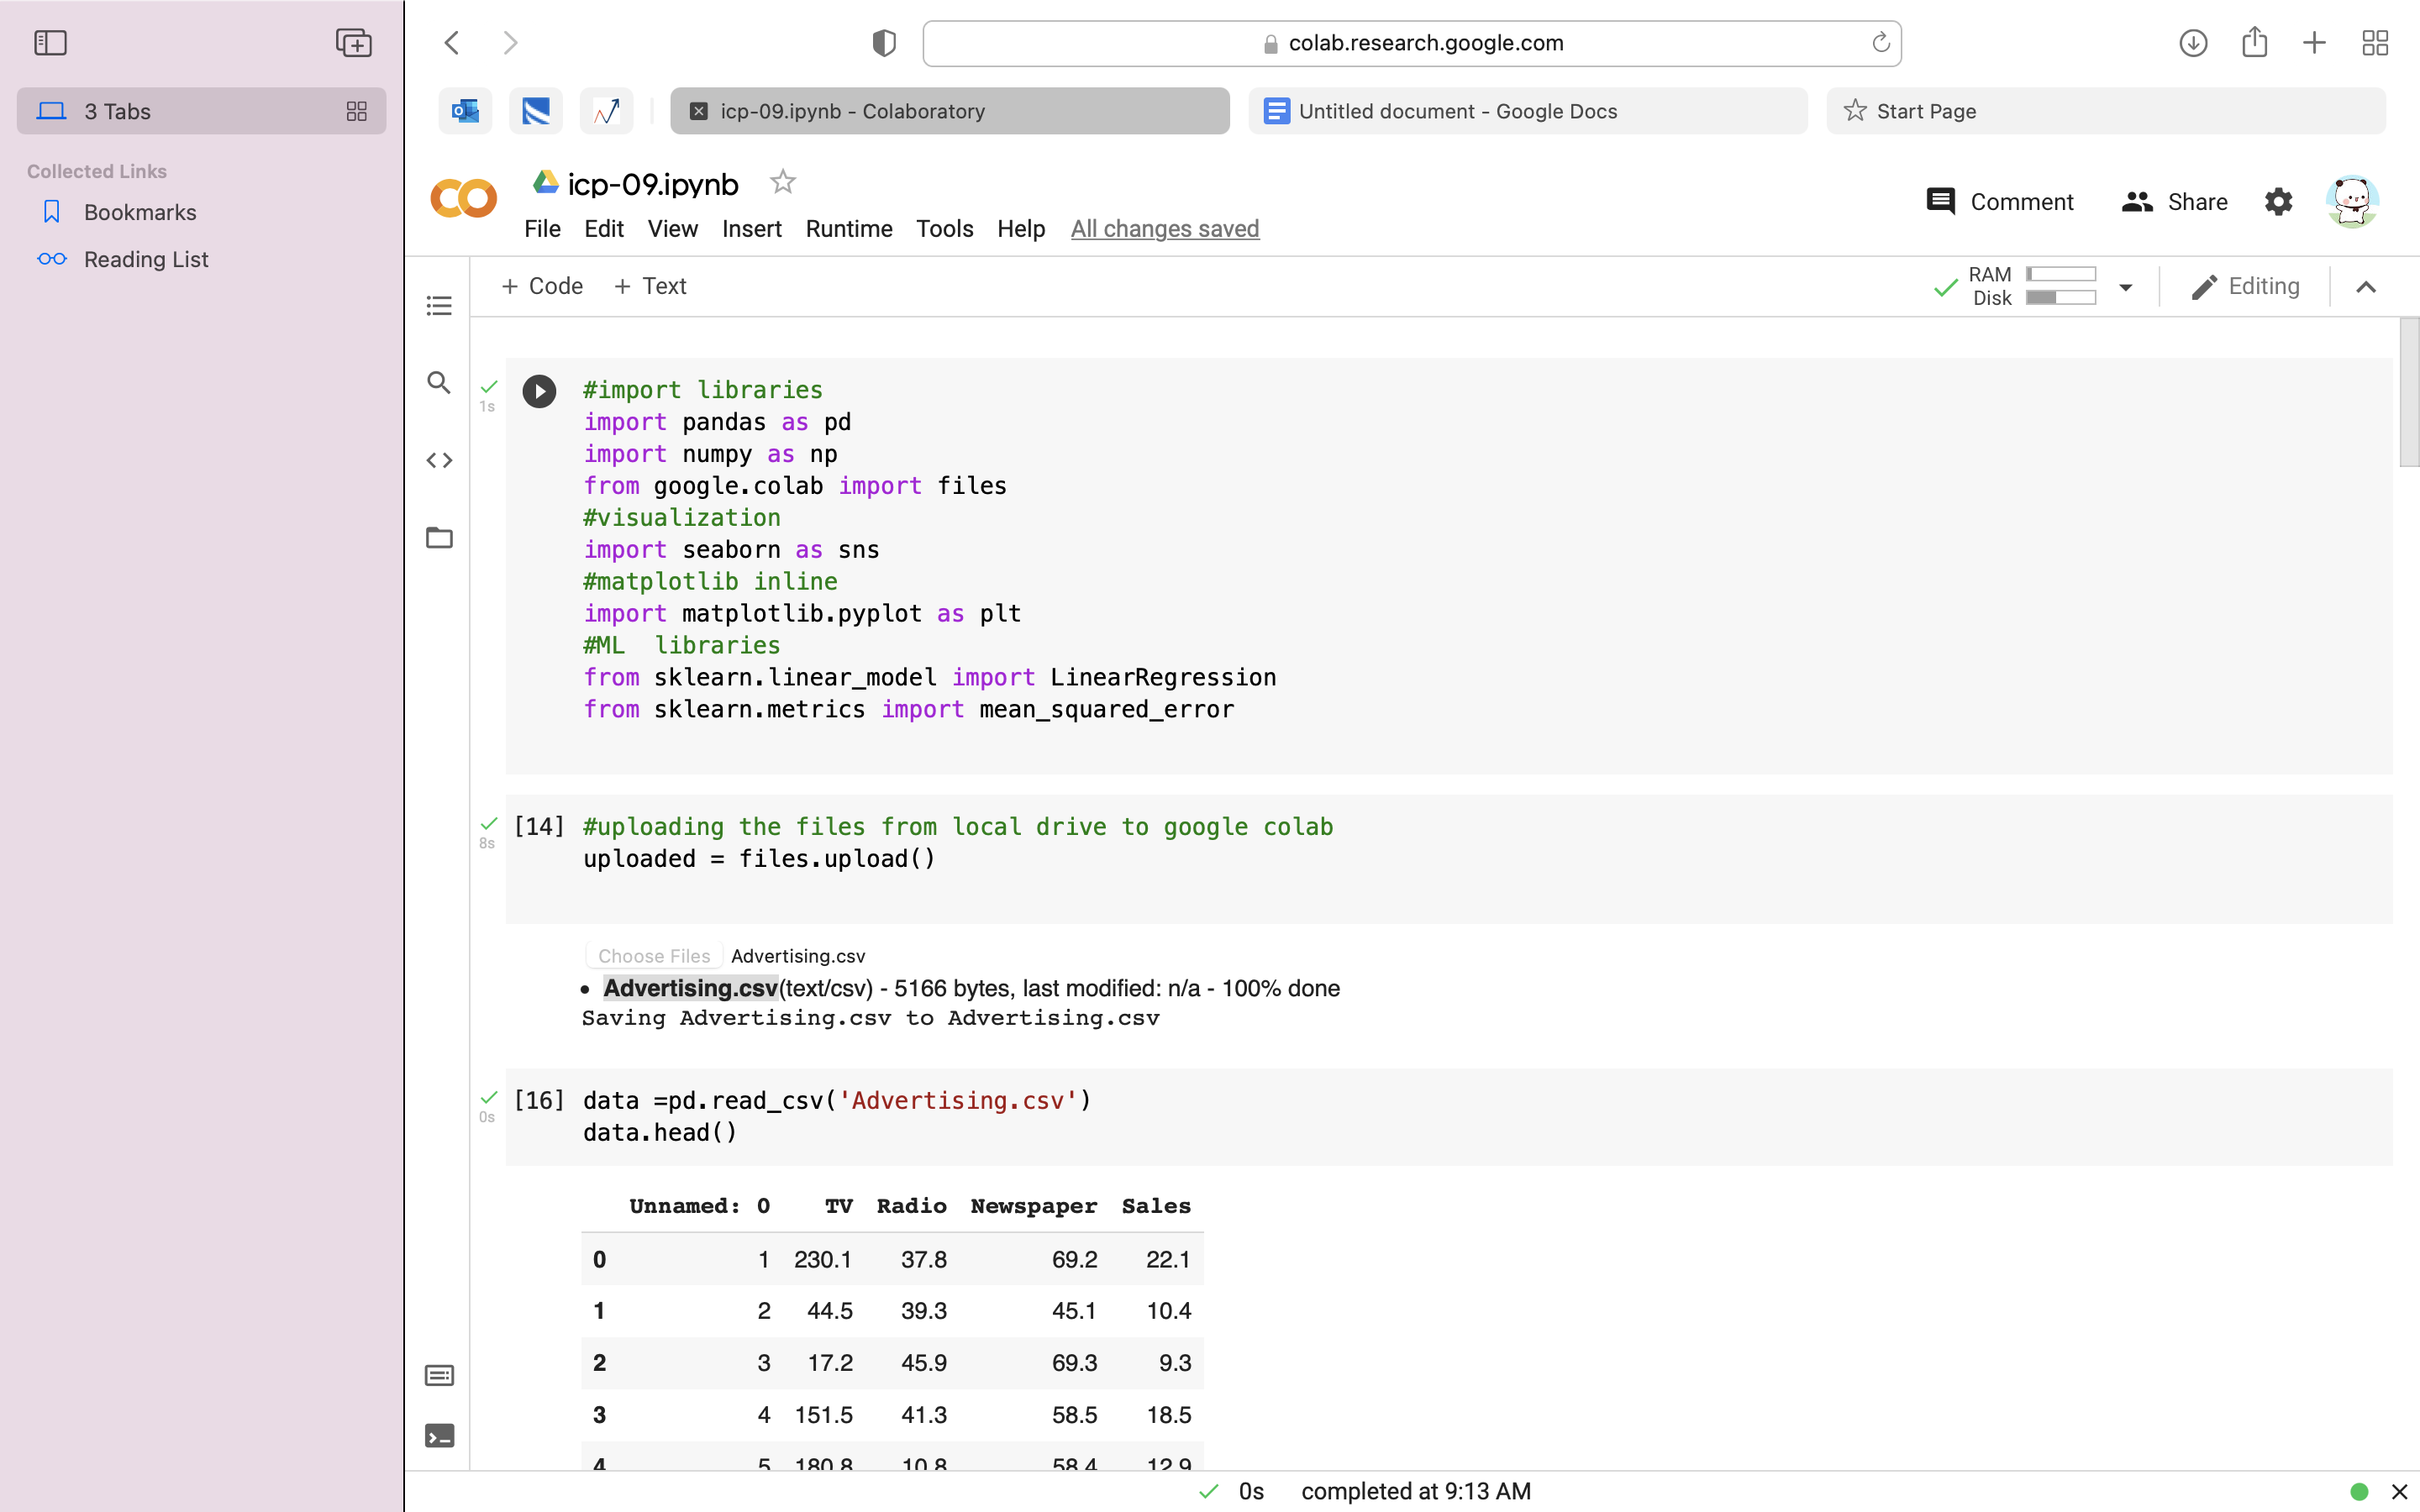 colab.research.google.com
3 Tabs
icp-09.ipynb - Colaboratory
Untitled document - Google Docs
Start Page
Collected Links
Bookmarks
Reading List
icp-09.ipynb
Comment
Share
File Edit View Insert Runtime Tools Help All changes saved
+ Code + Text
RAM
Disk
Editing
1s
#import libraries
import pandas as pd
import numpy as np
from google.colab import files
#visualization
import seaborn as sns
#matplotlib inline
import matplotlib.pyplot as plt
#ML  libraries
from sklearn.linear_model import LinearRegression
from sklearn.metrics import mean_squared_error
8s
[14] #uploading the files from local drive to google colab
uploaded = files.upload()
Choose Files Advertising.csv
• Advertising.csv(text/csv) - 5166 bytes, last modified: n/a - 100% done
Saving Advertising.csv to Advertising.csv
0s
[16] data =pd.read_csv('Advertising.csv')
data.head()
Unnamed: 0 TV Radio Newspaper Sales
0 1 230.1 37.8 69.2 22.1
1 2 44.5 39.3 45.1 10.4
2 3 17.2 45.9 69.3 9.3
3 4 151.5 41.3 58.5 18.5
4 5 180.8 10.8 58.4 12.9
0s completed at 9:13 AM